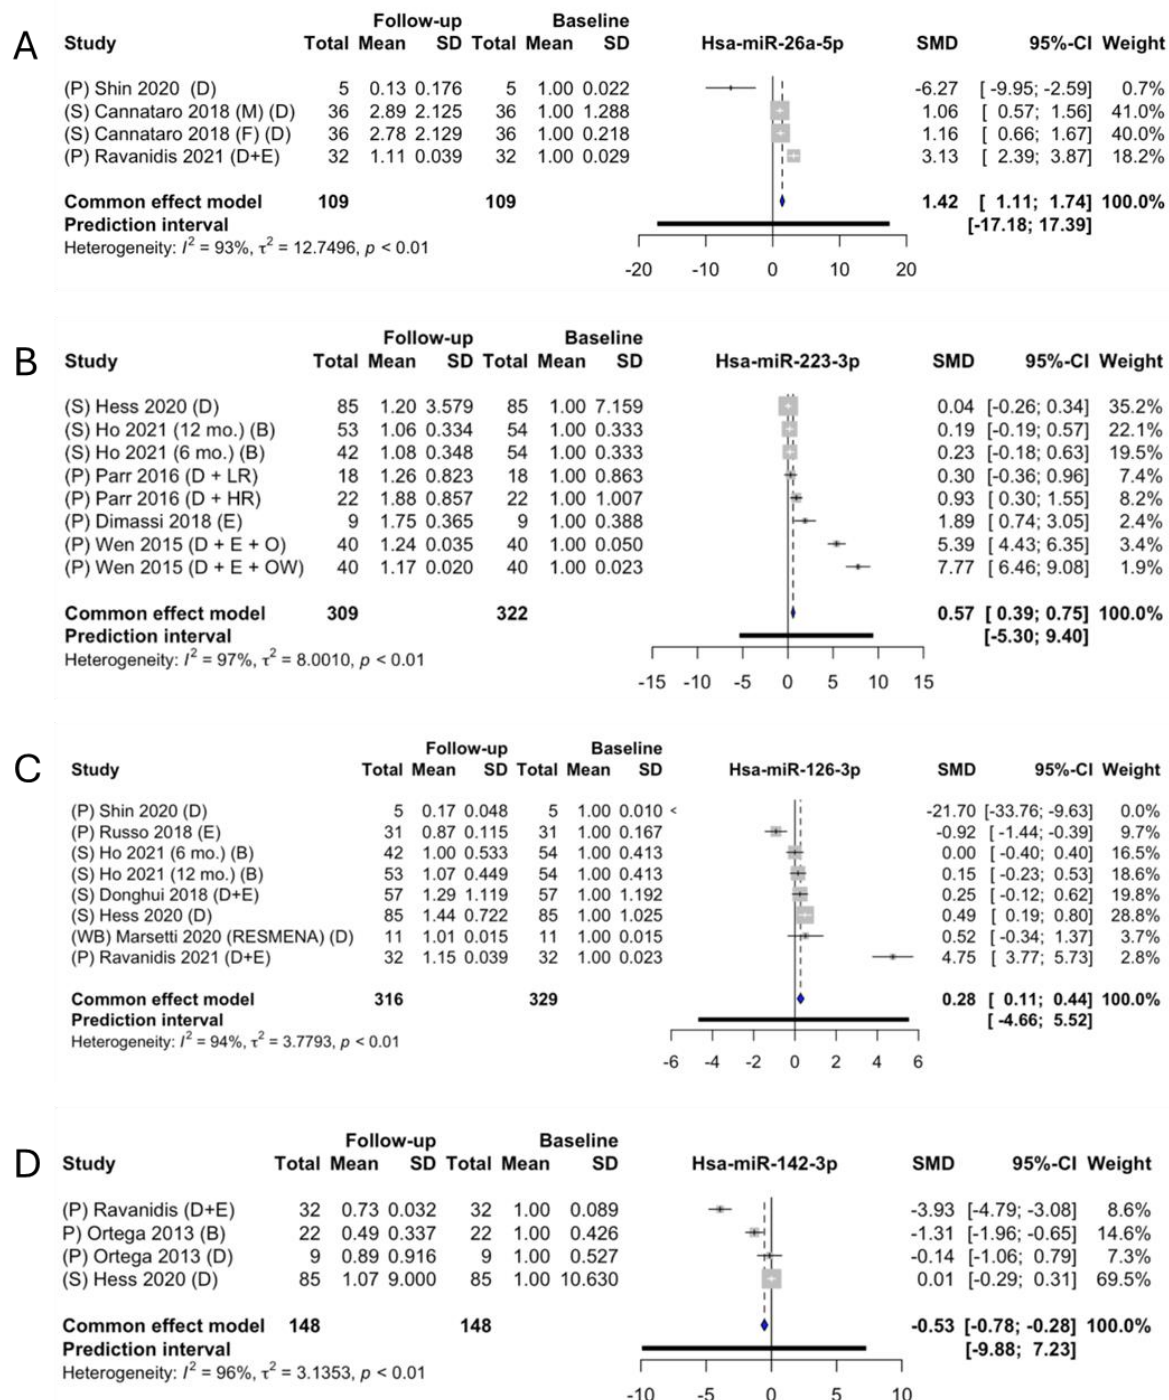 A
Follow-up Baseline
Study Total Mean SD Total Mean SD Hsa-miR-26a-5p SMD 95%-CI Weight
(P) Shin 2020 (D) 5 0.13 0.176 5 1.00 0.022 -6.27 [ -9.95; -2.59] 0.7%
(S) Cannataro 2018 (M) (D) 36 2.89 2.125 36 1.00 1.288 1.06 [ 0.57; 1.56] 41.0%
(S) Cannataro 2018 (F) (D) 36 2.78 2.129 36 1.00 0.218 1.16 [ 0.66; 1.67] 40.0%
(P) Ravanidis 2021 (D+E) 32 1.11 0.039 32 1.00 0.029 3.13 [ 2.39; 3.87] 18.2%
Common effect model 109 109 1.42 [ 1.11; 1.74] 100.0%
Prediction interval [-17.18; 17.39]
Heterogeneity: I² = 93%, τ² = 12.7496, p < 0.01
-20 -10 0 10 20
B
Follow-up Baseline
Study Total Mean SD Total Mean SD Hsa-miR-223-3p SMD 95%-CI Weight
(S) Hess 2020 (D) 85 1.20 3.579 85 1.00 7.159 0.04 [-0.26; 0.34] 35.2%
(S) Ho 2021 (12 mo.) (B) 53 1.06 0.334 54 1.00 0.333 0.19 [-0.19; 0.57] 22.1%
(S) Ho 2021 (6 mo.) (B) 42 1.08 0.348 54 1.00 0.333 0.23 [-0.18; 0.63] 19.5%
(P) Parr 2016 (D + LR) 18 1.26 0.823 18 1.00 0.863 0.30 [-0.36; 0.96] 7.4%
(P) Parr 2016 (D + HR) 22 1.88 0.857 22 1.00 1.007 0.93 [ 0.30; 1.55] 8.2%
(P) Dimassi 2018 (E) 9 1.75 0.365 9 1.00 0.388 1.89 [ 0.74; 3.05] 2.4%
(P) Wen 2015 (D + E + O) 40 1.24 0.035 40 1.00 0.050 5.39 [ 4.43; 6.35] 3.4%
(P) Wen 2015 (D + E + OW) 40 1.17 0.020 40 1.00 0.023 7.77 [ 6.46; 9.08] 1.9%
Common effect model 309 322 0.57 [ 0.39; 0.75] 100.0%
Prediction interval [-5.30; 9.40]
Heterogeneity: I² = 97%, τ² = 8.0010, p < 0.01
-15 -10 -5 0 5 10 15
C
Follow-up Baseline
Study Total Mean SD Total Mean SD Hsa-miR-126-3p SMD 95%-CI Weight
(P) Shin 2020 (D) 5 0.17 0.048 5 1.00 0.010 < -21.70 [-33.76; -9.63] 0.0%
(P) Russo 2018 (E) 31 0.87 0.115 31 1.00 0.167 -0.92 [ -1.44; -0.39] 9.7%
(S) Ho 2021 (6 mo.) (B) 42 1.00 0.533 54 1.00 0.413 0.00 [ -0.40; 0.40] 16.5%
(S) Ho 2021 (12 mo.) (B) 53 1.07 0.449 54 1.00 0.413 0.15 [ -0.23; 0.53] 18.6%
(S) Donghui 2018 (D+E) 57 1.29 1.119 57 1.00 1.192 0.25 [ -0.12; 0.62] 19.8%
(S) Hess 2020 (D) 85 1.44 0.722 85 1.00 1.025 0.49 [ 0.19; 0.80] 28.8%
(WB) Marsetti 2020 (RESMENA) (D) 11 1.01 0.015 11 1.00 0.015 0.52 [ -0.34; 1.37] 3.7%
(P) Ravanidis 2021 (D+E) 32 1.15 0.039 32 1.00 0.023 4.75 [ 3.77; 5.73] 2.8%
Common effect model 316 329 0.28 [ 0.11; 0.44] 100.0%
Prediction interval [ -4.66; 5.52]
Heterogeneity: I² = 94%, τ² = 3.7793, p < 0.01
-6 -4 -2 0 2 4 6
D
Follow-up Baseline
Study Total Mean SD Total Mean SD Hsa-miR-142-3p SMD 95%-CI Weight
(P) Ravanidis (D+E) 32 0.73 0.032 32 1.00 0.089 -3.93 [-4.79; -3.08] 8.6%
P) Ortega 2013 (B) 22 0.49 0.337 22 1.00 0.426 -1.31 [-1.96; -0.65] 14.6%
(P) Ortega 2013 (D) 9 0.89 0.916 9 1.00 0.527 -0.14 [-1.06; 0.79] 7.3%
(S) Hess 2020 (D) 85 1.07 9.000 85 1.00 10.630 0.01 [-0.29; 0.31] 69.5%
Common effect model 148 148 -0.53 [-0.78; -0.28] 100.0%
Prediction interval [-9.88; 7.23]
Heterogeneity: I² = 96%, τ² = 3.1353, p < 0.01
-10 -5 0 5 10